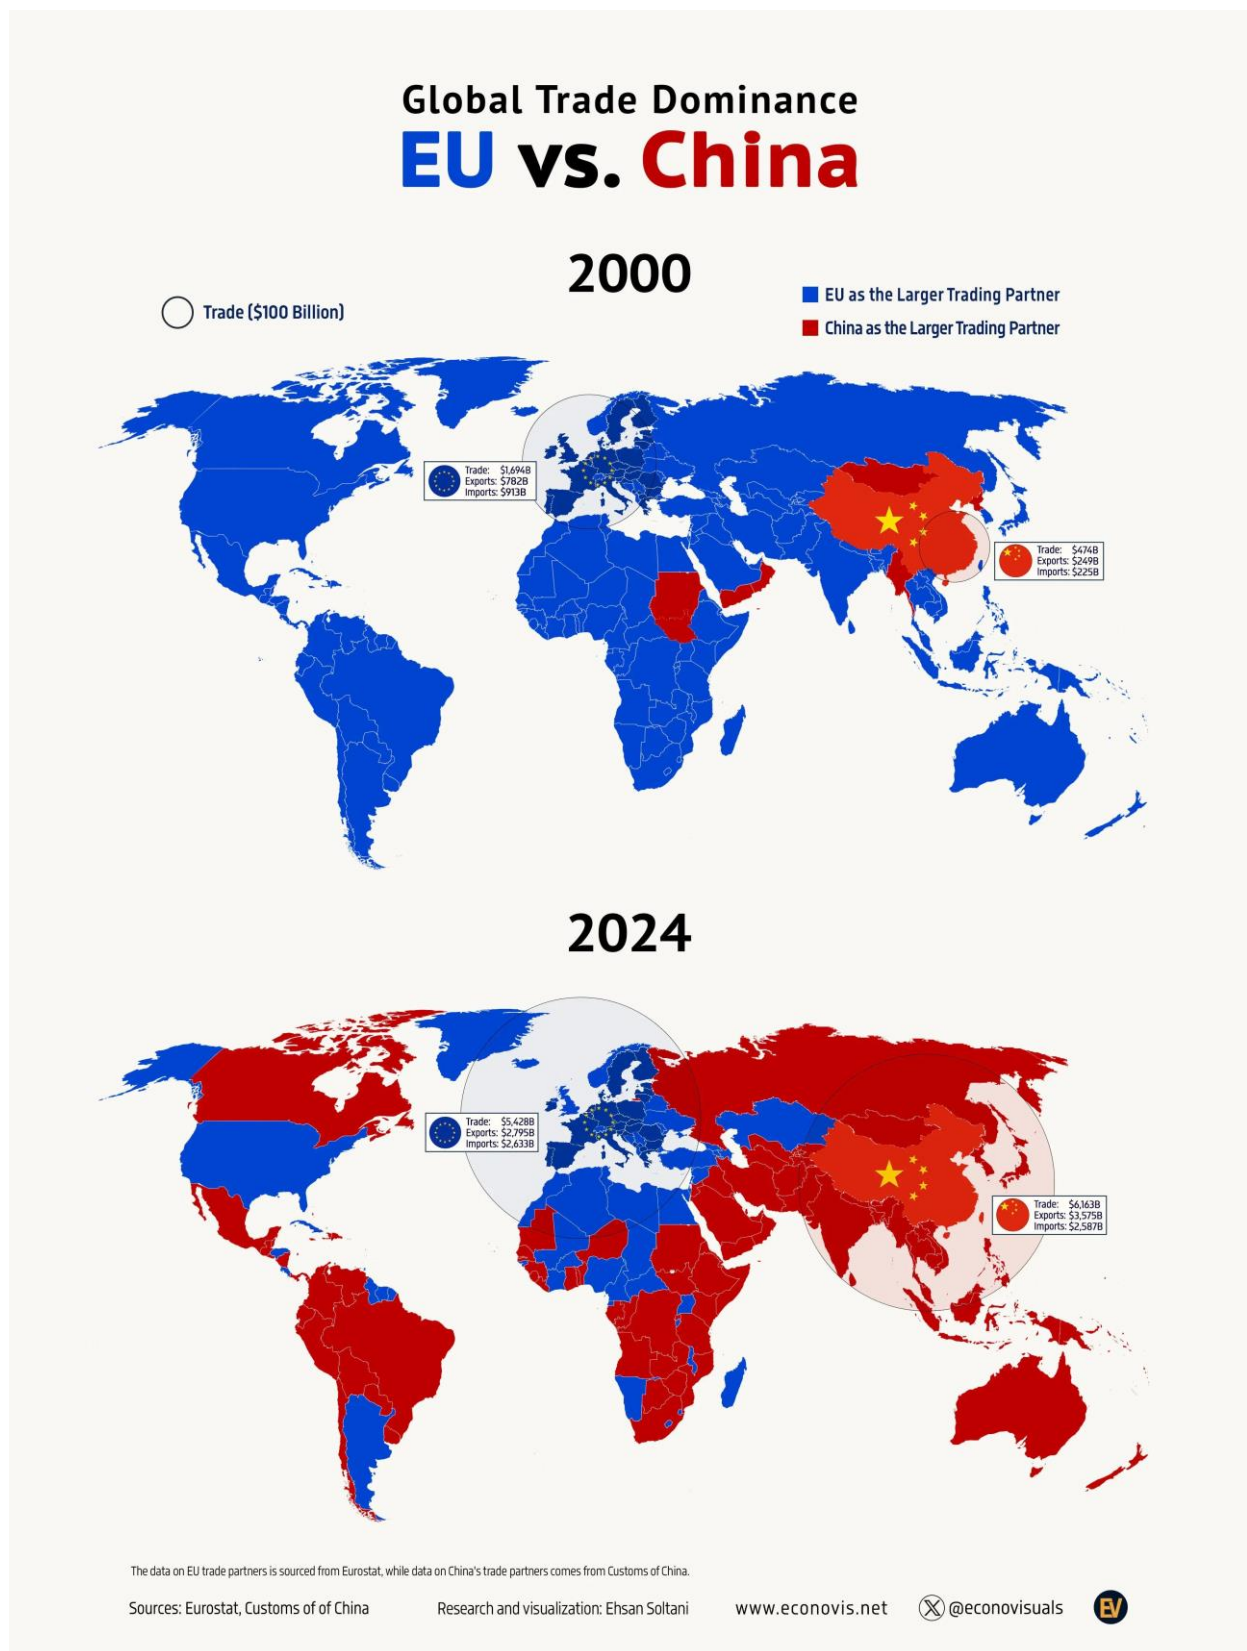 Global Trade Dominance
EU vs. China
2000
Trade ($100 Billion)
EU as the Larger Trading Partner
China as the Larger Trading Partner
Trade: $1,694B
Exports: $782B
Imports: $913B
Trade: $474B
Exports: $249B
Imports: $225B
2024
Trade: $5,428B
Exports: $2,795B
Imports: $2,633B
Trade: $6,163B
Exports: $3,575B
Imports: $2,587B
The data on EU trade partners is sourced from Eurostat, while data on China's trade partners comes from Customs of China.
Sources: Eurostat, Customs of of China
Research and visualization: Ehsan Soltani
www.econovis.net
@econovisuals
EV